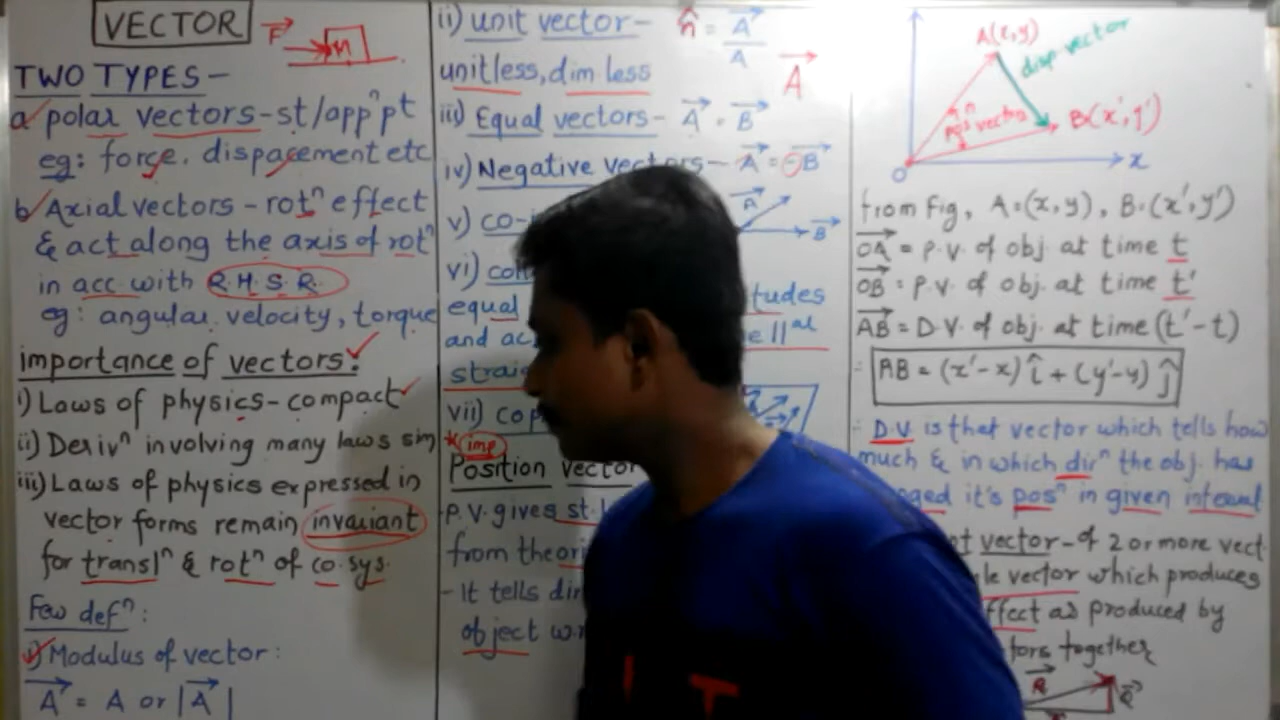 VECTOR
F M
TWO TYPES-
a polar vectors-st/appⁿ pt
eg: force, dispacement etc
b Axial vectors - rotⁿ effect
& act along the axis of rotⁿ
in acc with R.H.S.R.
eg: angular velocity, torque
importance of vectors:
i) Laws of physics - compact
ii) Derivⁿ involving many laws sim
iii) Laws of physics expressed in
vector forms remain invariant
for translⁿ & rotⁿ of co-sys.
Few defⁿ:
i) Modulus of vector:
A⃗ = A or |A⃗|
ii) unit vector - n̂ = A⃗/A
unitless, dim less A⃗
iii) Equal vectors - A⃗ = B⃗
iv) Negative vectors - A⃗ = -B⃗
v) co-
A⃗ B⃗
vi)
equal tudes
and
vii)
* imp
Position vector
P.V. gives st.
from the
- It tells
object
A(x,y)
disp vector
posⁿ vector
B(x',y')
O x
from fig, A=(x,y), B=(x',y')
OA⃗ = P.V. of obj. at time t
OB⃗ = P.V. of obj. at time t'
AB⃗ = D.V. of obj. at time (t'-t)
∴ AB = (x'-x) î + (y'-y) ĵ
∴ D.V. is that vector which tells how
much & in which dirⁿ the obj. has
ged it's posⁿ in given interval
vector - of 2 or more vect
vector which produces
effect as produced by
together
R⃗ Q⃗